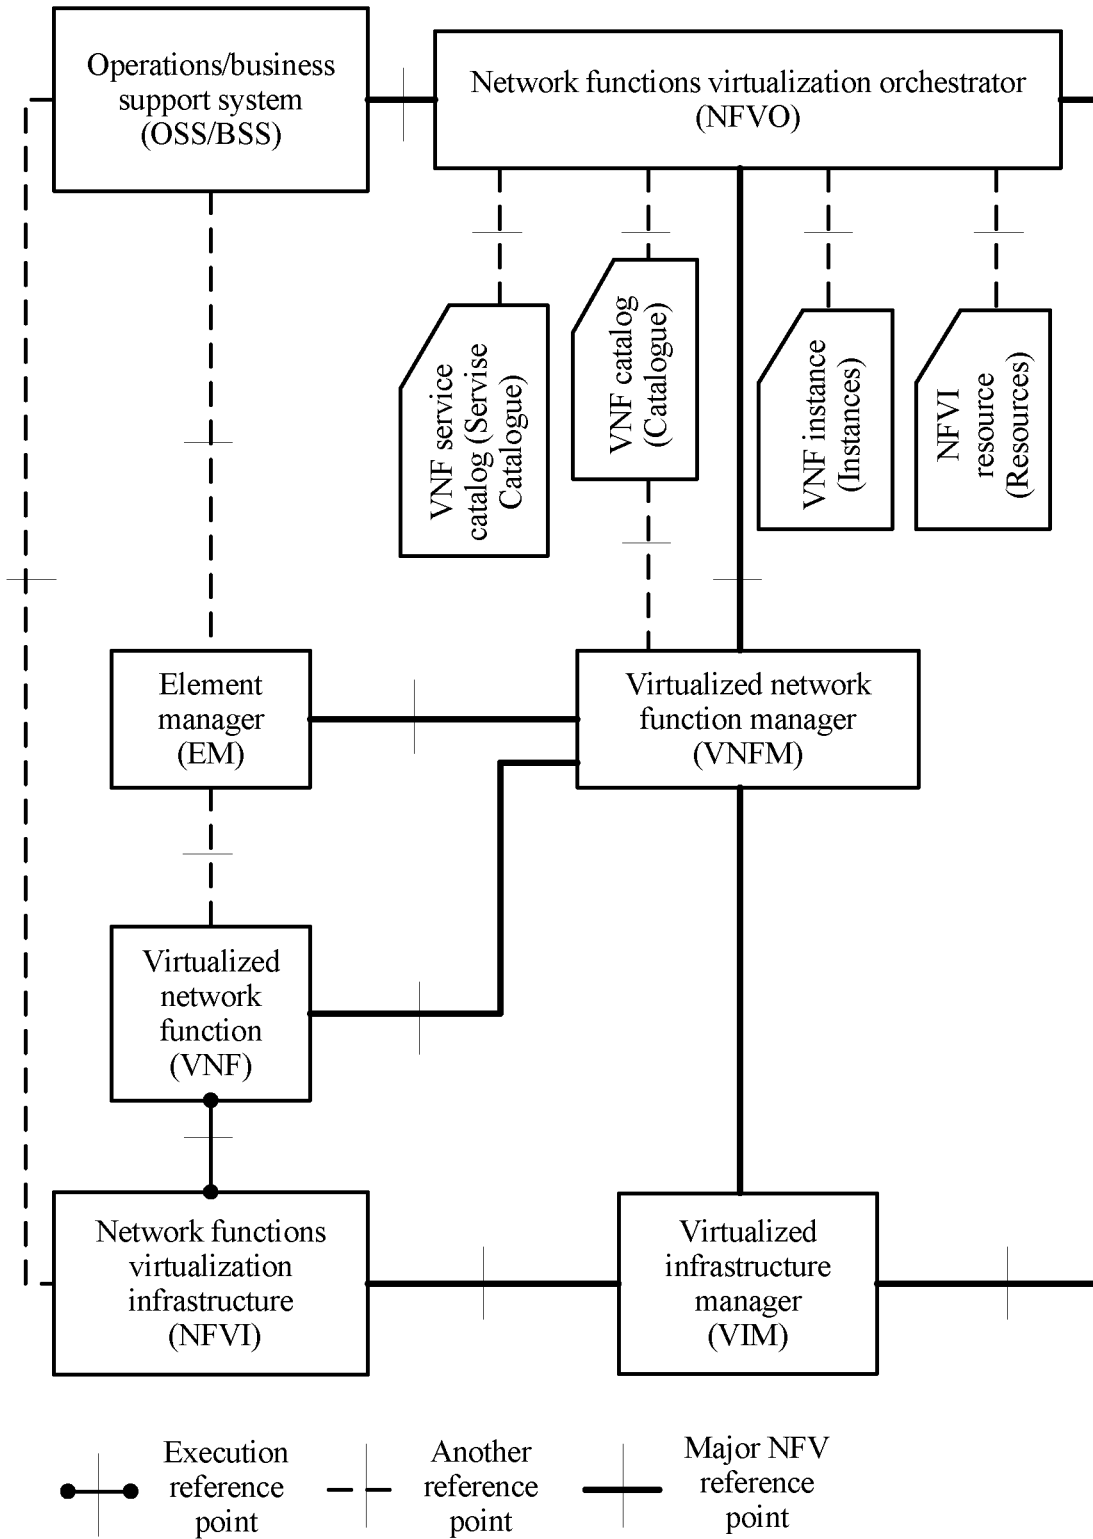 Operations/business
support system
(OSS/BSS)
Network functions virtualization orchestrator
(NFVO)
VNF service
catalog (Servise
Catalogue)
VNF catalog
(Catalogue)
VNF instance
(Instances)
NFVI
resource
(Resources)
Element
manager
(EM)
Virtualized network
function manager
(VNFM)
Virtualized
network
function
(VNF)
Network functions
virtualization
infrastructure
(NFVI)
Virtualized
infrastructure
manager
(VIM)
Execution
reference
point
Another
reference
point
Major NFV
reference
point